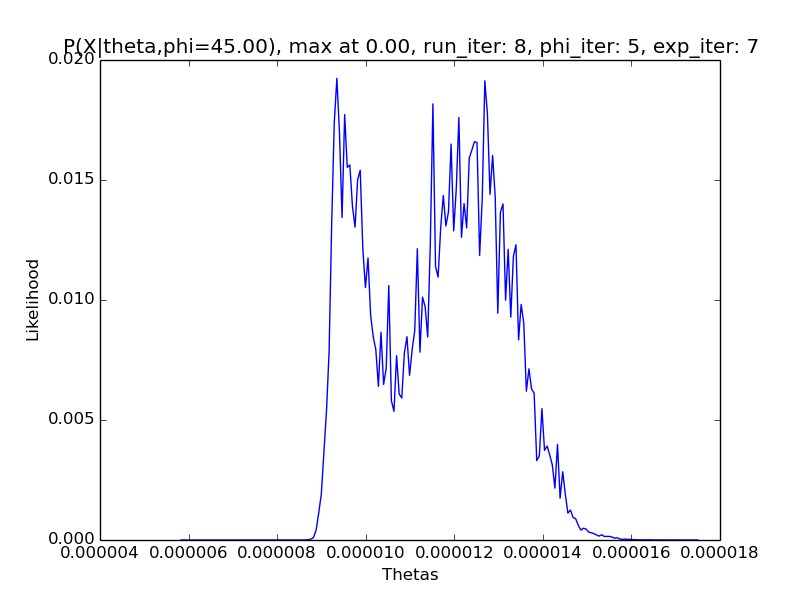 P(X|theta,phi=45.00), max at 0.00, run_iter: 8, phi_iter: 5, exp_iter: 7
0.020
0.015
0.010
0.005
0.000
Likelihood
0.000004 0.000006 0.000008 0.000010 0.000012 0.000014 0.000016 0.000018
Thetas